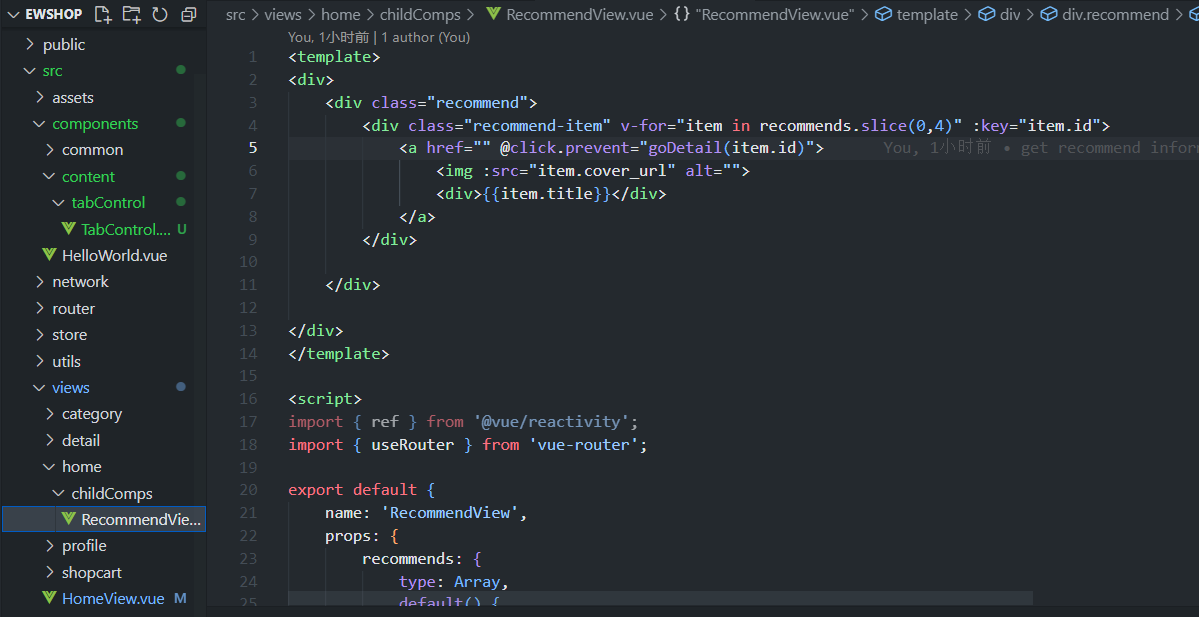 EWSHOP
public
src
assets
components
common
content
tabControl
TabControl.... U
HelloWorld.vue
network
router
store
utils
views
category
detail
home
childComps
RecommendVie...
profile
shopcart
HomeView.vue M
src > views > home > childComps > RecommendView.vue > {} "RecommendView.vue" > template > div > div.recommend >
You, 1小时前 | 1 author (You)
1 <template>
2 <div>
3 <div class="recommend">
4 <div class="recommend-item" v-for="item in recommends.slice(0,4)" :key="item.id">
5 <a href="" @click.prevent="goDetail(item.id)"> You, 1小时前 • get recommend infor
6 <img :src="item.cover_url" alt="">
7 <div>{{item.title}}</div>
8 </a>
9 </div>
10
11 </div>
12
13 </div>
14 </template>
15
16 <script>
17 import { ref } from '@vue/reactivity';
18 import { useRouter } from 'vue-router';
19
20 export default {
21 name: 'RecommendView',
22 props: {
23 recommends: {
24 type: Array,
25 default() {